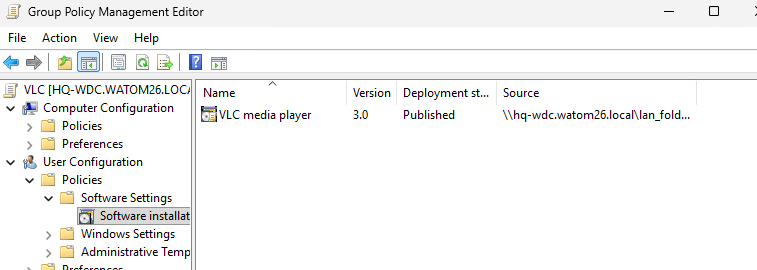 Group Policy Management Editor
File Action View Help
VLC [HQ-WDC.WATOM26.LOCA
Computer Configuration
Policies
Preferences
User Configuration
Policies
Software Settings
Software installat
Windows Settings
Administrative Temp
Preferences
Name Version Deployment st... Source
VLC media player 3.0 Published \\hq-wdc.watom26.local\lan_fold...